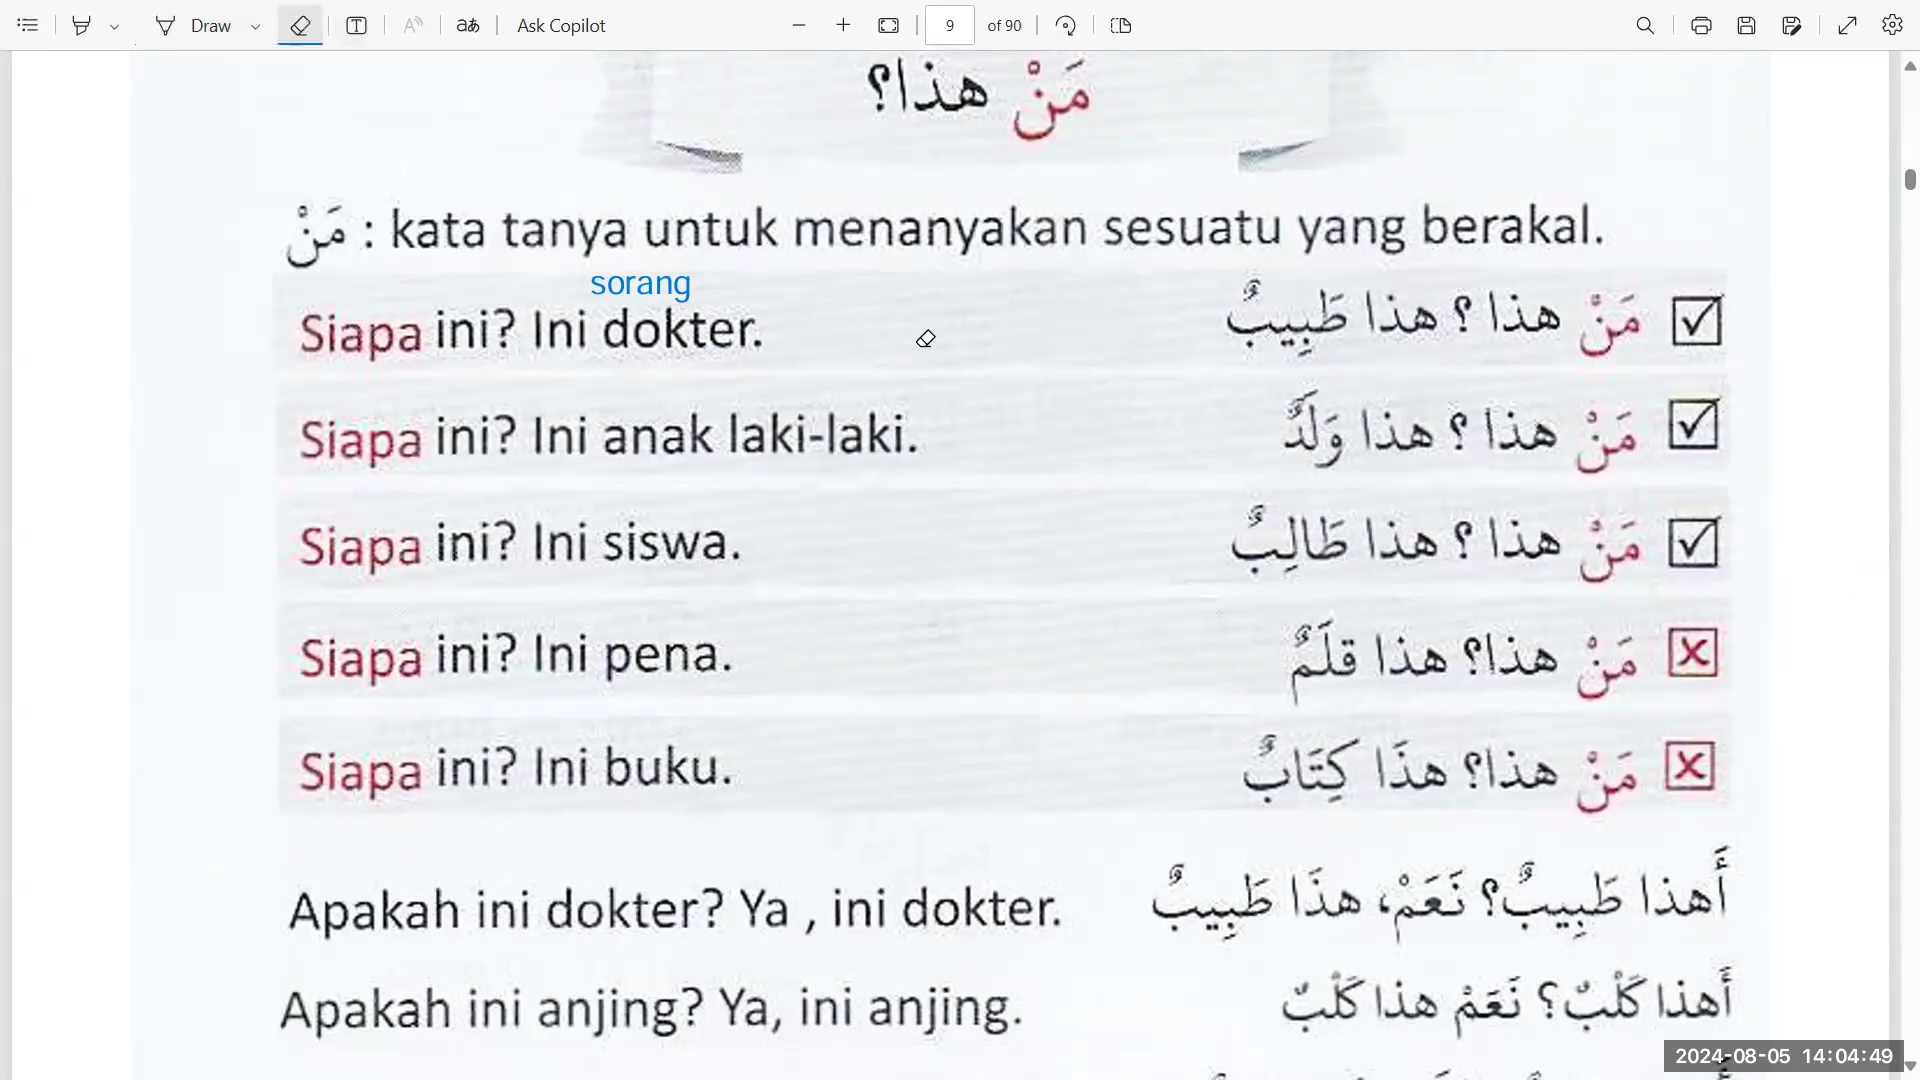 Draw
Ask Copilot
9 of 90
مَنْ هذا؟
مَنْ : kata tanya untuk menanyakan sesuatu yang berakal.
sorang
Siapa ini? Ini dokter.
مَنْ هذا ؟ هذا طَبِيبٌ
Siapa ini? Ini anak laki-laki.
مَنْ هذا ؟ هذا وَلَدٌ
Siapa ini? Ini siswa.
مَنْ هذا ؟ هذا طَالِبٌ
Siapa ini? Ini pena.
مَنْ هذا؟ هذا قلَمٌ
Siapa ini? Ini buku.
مَنْ هذا؟ هذَا كِتَابٌ
Apakah ini dokter? Ya , ini dokter.
أَهذا طَبِيبٌ؟ نَعَمْ، هذَا طَبِيبٌ
Apakah ini anjing? Ya, ini anjing.
أَهذا كَلْبٌ؟ نَعَمْ هذا كَلْبٌ
2024-08-05 14:04:49